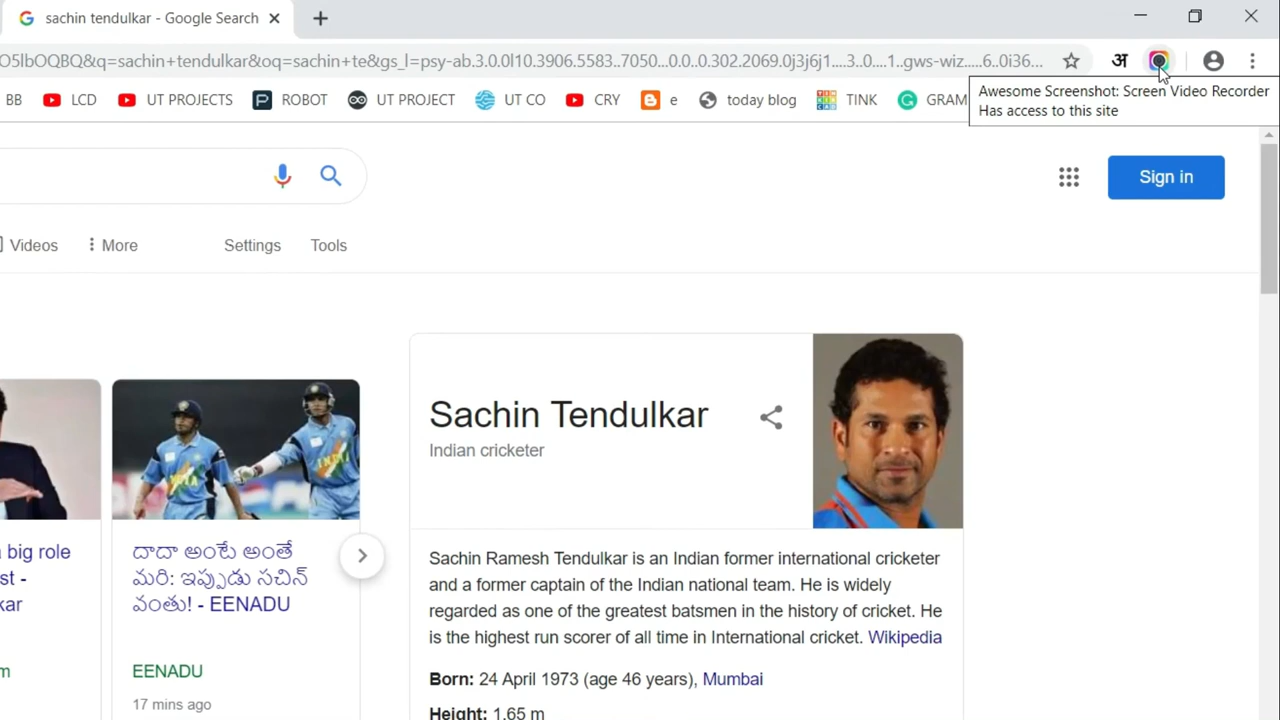 sachin tendulkar - Google Search
O5lbOQBQ&q=sachin+tendulkar&oq=sachin+te&gs_l=psy-ab.3.0.0l10.3906.5583..7050...0.0..0.302.2069.0j3j6j1....3..0....1..gws-wiz.....6..0i36...
अ
Awesome Screenshot: Screen Video Recorder
Has access to this site
BB LCD UT PROJECTS ROBOT UT PROJECT UT CO CRY e today blog TINK GRAM
Sign in
Videos More Settings Tools
Sachin Tendulkar
Indian cricketer
a big role
st -
kar
దాదా అంటే అంతే
మరి: ఇప్పుడు సచిన్
వంతు! - EENADU
EENADU
17 mins ago
Sachin Ramesh Tendulkar is an Indian former international cricketer
and a former captain of the Indian national team. He is widely
regarded as one of the greatest batsmen in the history of cricket. He
is the highest run scorer of all time in International cricket. Wikipedia
Born: 24 April 1973 (age 46 years), Mumbai
Height: 1.65 m